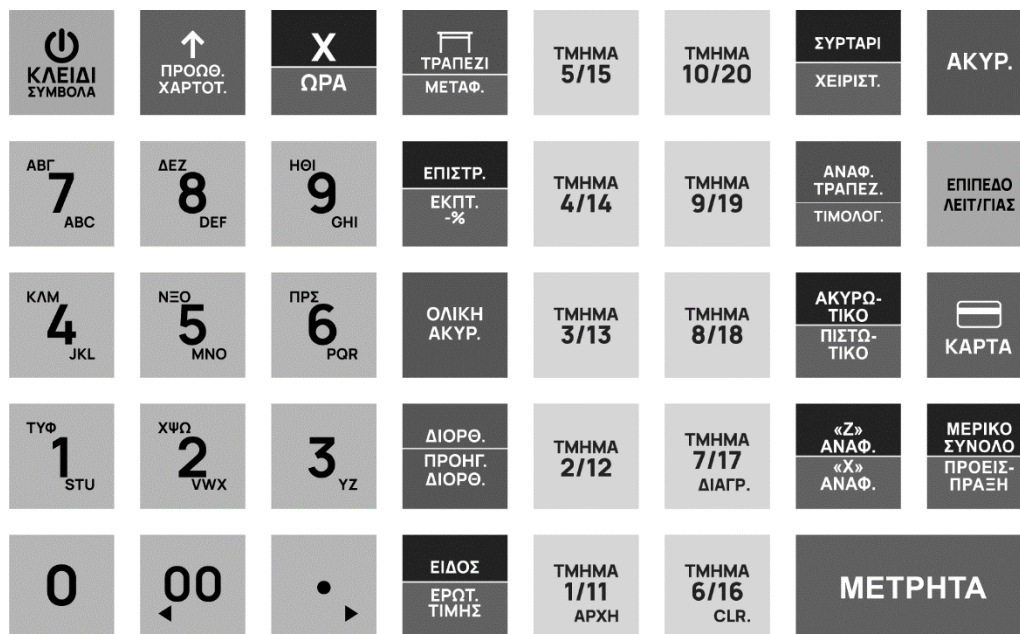 ΚΛΕΙΔΙ
ΣΥΜΒΟΛΑ
ΠΡΟΩΘ.
ΧΑΡΤΟΤ.
X
ΩΡΑ
ΤΡΑΠΕΖΙ
ΜΕΤΑΦ.
ΤΜΗΜΑ
5/15
ΤΜΗΜΑ
10/20
ΣΥΡΤΑΡΙ
ΧΕΙΡΙΣΤ.
ΑΚΥΡ.
ΑΒΓ
7
ABC
ΔΕΖ
8
DEF
ΗΘΙ
9
GHI
ΕΠΙΣΤΡ.
ΕΚΠΤ.
-%
ΤΜΗΜΑ
4/14
ΤΜΗΜΑ
9/19
ΑΝΑΦ.
ΤΡΑΠΕΖ.
ΤΙΜΟΛΟΓ.
ΕΠΙΠΕΔΟ
ΛΕΙΤ/ΓΙΑΣ
ΚΛΜ
4
JKL
ΝΞΟ
5
MNO
ΠΡΣ
6
PQR
ΟΛΙΚΗ
ΑΚΥΡ.
ΤΜΗΜΑ
3/13
ΤΜΗΜΑ
8/18
ΑΚΥΡΩ-
ΤΙΚΟ
ΠΙΣΤΩ-
ΤΙΚΟ
ΚΑΡΤΑ
ΤΥΦ
1
STU
ΧΨΩ
2
VWX
3
YZ
ΔΙΟΡΘ.
ΠΡΟΗΓ.
ΔΙΟΡΘ.
ΤΜΗΜΑ
2/12
ΤΜΗΜΑ
7/17
ΔΙΑΓΡ.
«Ζ»
ΑΝΑΦ.
«Χ»
ΑΝΑΦ.
ΜΕΡΙΚΟ
ΣΥΝΟΛΟ
ΠΡΟΕΙΣ-
ΠΡΑΞΗ
0
00
.
ΕΙΔΟΣ
ΕΡΩΤ.
ΤΙΜΗΣ
ΤΜΗΜΑ
1/11
ΑΡΧΗ
ΤΜΗΜΑ
6/16
CLR.
ΜΕΤΡΗΤΑ